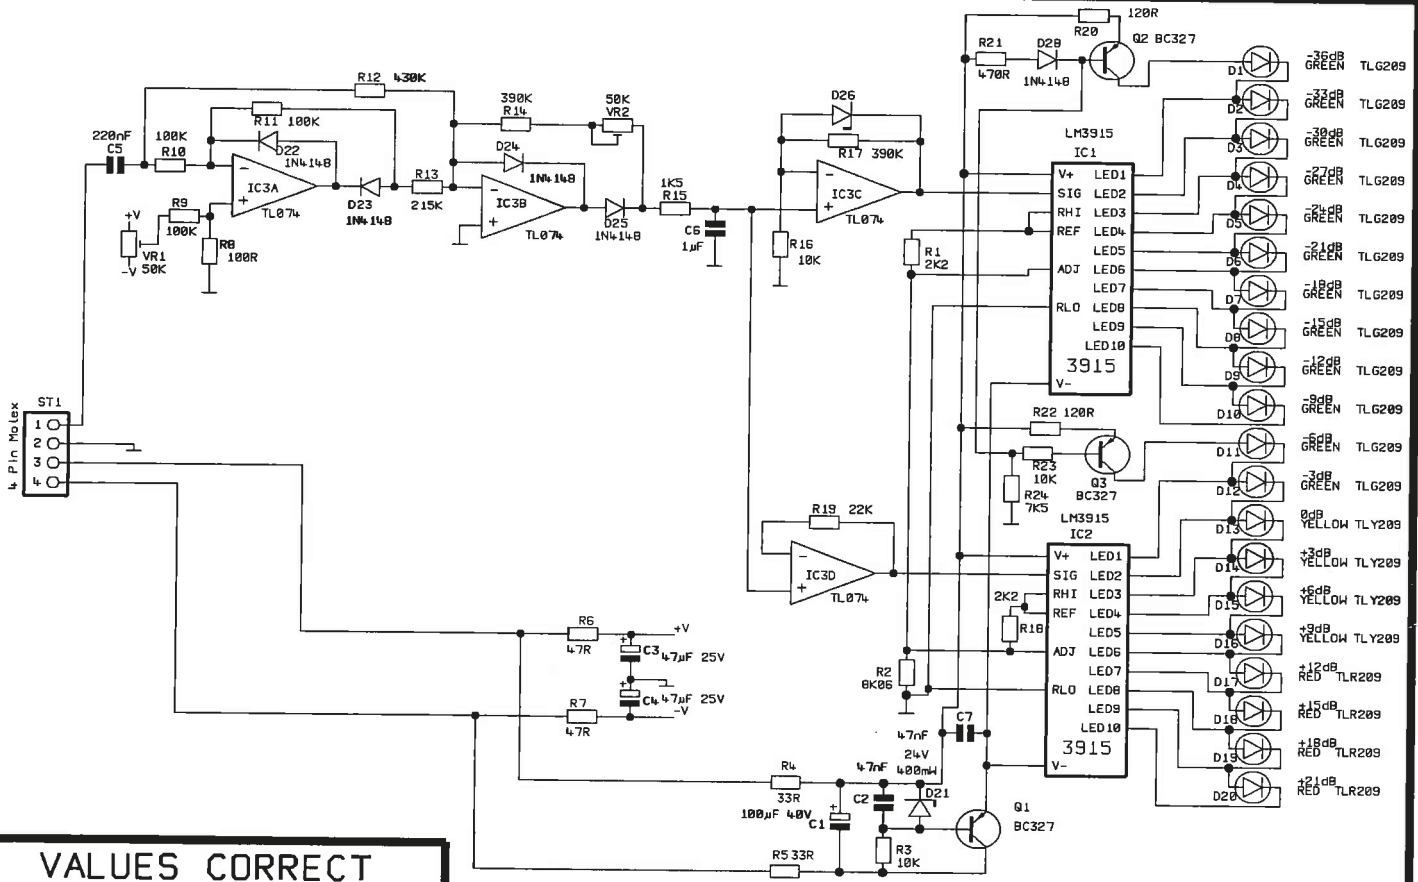 120R
R20
Q2 BC327
R21
470R
D28
1N4148
R12 430K
390K
R14
50K
VR2
R11 100K
D22
1N4148
220nF
C5
100K
R10
IC3A
TL074
D23
1N4148
R13
215K
D24
1N4148
IC3B
TL074
D25
1N4148
1K5
R15
C6
1µF
D26
R17 390K
IC3C
TL074
R16
10K
R9
100K
R8
100R
+V
VR1
-V 50K
R1
2K2
LM3915
IC1
V+ LED1
SIG LED2
RHI LED3
REF LED4
LED5
ADJ LED6
LED7
RLO LED8
LED9
LED10
3915
V-
D1
-36dB
GREEN TLG209
D2
-33dB
GREEN TLG209
D3
-30dB
GREEN TLG209
D4
-27dB
GREEN TLG209
D5
-24dB
GREEN TLG209
D6
-21dB
GREEN TLG209
D7
-18dB
GREEN TLG209
D8
-15dB
GREEN TLG209
D9
-12dB
GREEN TLG209
D10
-9dB
GREEN TLG209
D11
-6dB
GREEN TLG209
D12
-3dB
GREEN TLG209
D13
0dB
YELLOW TLY209
D14
+3dB
YELLOW TLY209
D15
+6dB
YELLOW TLY209
D16
+9dB
YELLOW TLY209
D17
+12dB
RED TLR209
D18
+15dB
RED TLR209
D19
+18dB
RED TLR209
D20
+21dB
RED TLR209
R22 120R
R23
10K
Q3
BC327
R24
7K5
LM3915
IC2
V+ LED1
SIG LED2
RHI LED3
REF LED4
LED5
ADJ LED6
LED7
RLO LED8
LED9
LED10
3915
V-
2K2
R18
R2
8K06
R19 22K
IC3D
TL074
4 Pin Molex
ST1
1
2
3
4
R6
47R
+V
C3 47µF 25V
C4 47µF 25V
-V
R7
47R
C7
47nF
24V
400mW
D21
47nF
C2
R4
33R
100µF 40V
C1
R5 33R
R3
10K
Q1
BC327
VALUES CORRECT